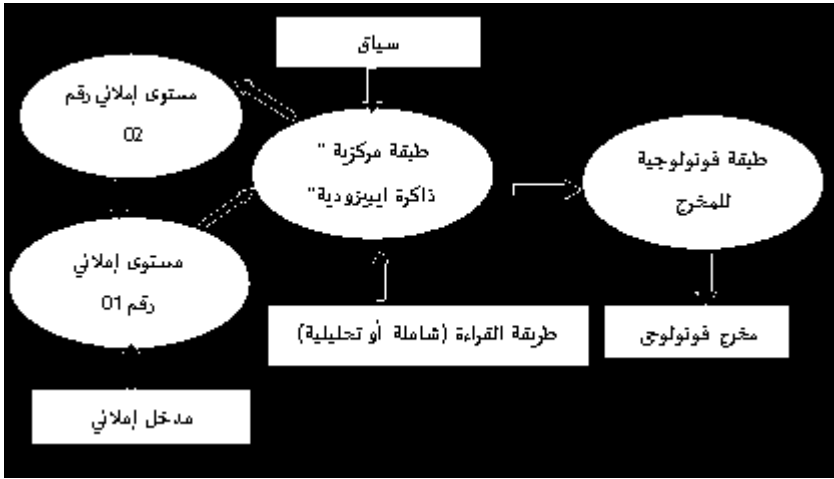 سياق
مستوى إملائي رقم
02
طبقة مركزية "
ذاكرة ايبيزودية"
طبقة فونولوجية
للمخرج
مستوى إملائي
رقم 01
طريقة القراءة (شاملة أو تحليلية)
مخرج فونولوجي
مدخل إملائي